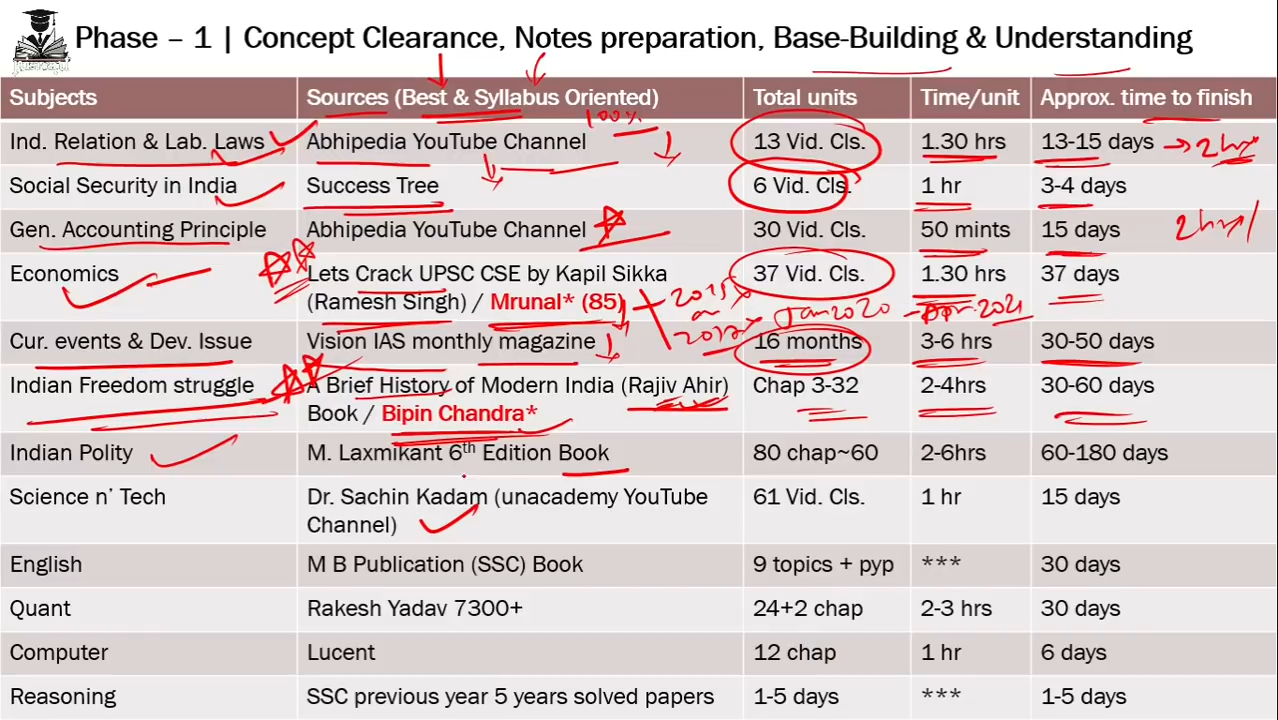 Phase – 1 | Concept Clearance, Notes preparation, Base-Building & Understanding
Subjects Sources (Best & Syllabus Oriented) Total units Time/unit Approx. time to finish
100%
Ind. Relation & Lab. Laws Abhipedia YouTube Channel 13 Vid. Cls. 1.30 hrs 13-15 days → 2 hrs
Social Security in India Success Tree 6 Vid. Cls. 1 hr 3-4 days
Gen. Accounting Principle Abhipedia YouTube Channel 30 Vid. Cls. 50 mints 15 days 2 hrs/
Economics Lets Crack UPSC CSE by Kapil Sikka 37 Vid. Cls. 1.30 hrs 37 days
(Ramesh Singh) / Mrunal* (85)
2015
Jan 2020 - Apr. 2021
Cur. events & Dev. Issue Vision IAS monthly magazine 16 months 3-6 hrs 30-50 days
Indian Freedom struggle A Brief History of Modern India (Rajiv Ahir) Chap 3-32 2-4hrs 30-60 days
Book / Bipin Chandra*
Indian Polity M. Laxmikant 6th Edition Book 80 chap~60 2-6hrs 60-180 days
Science n’ Tech Dr. Sachin Kadam (unacademy YouTube 61 Vid. Cls. 1 hr 15 days
Channel)
English M B Publication (SSC) Book 9 topics + pyp *** 30 days
Quant Rakesh Yadav 7300+ 24+2 chap 2-3 hrs 30 days
Computer Lucent 12 chap 1 hr 6 days
Reasoning SSC previous year 5 years solved papers 1-5 days *** 1-5 days